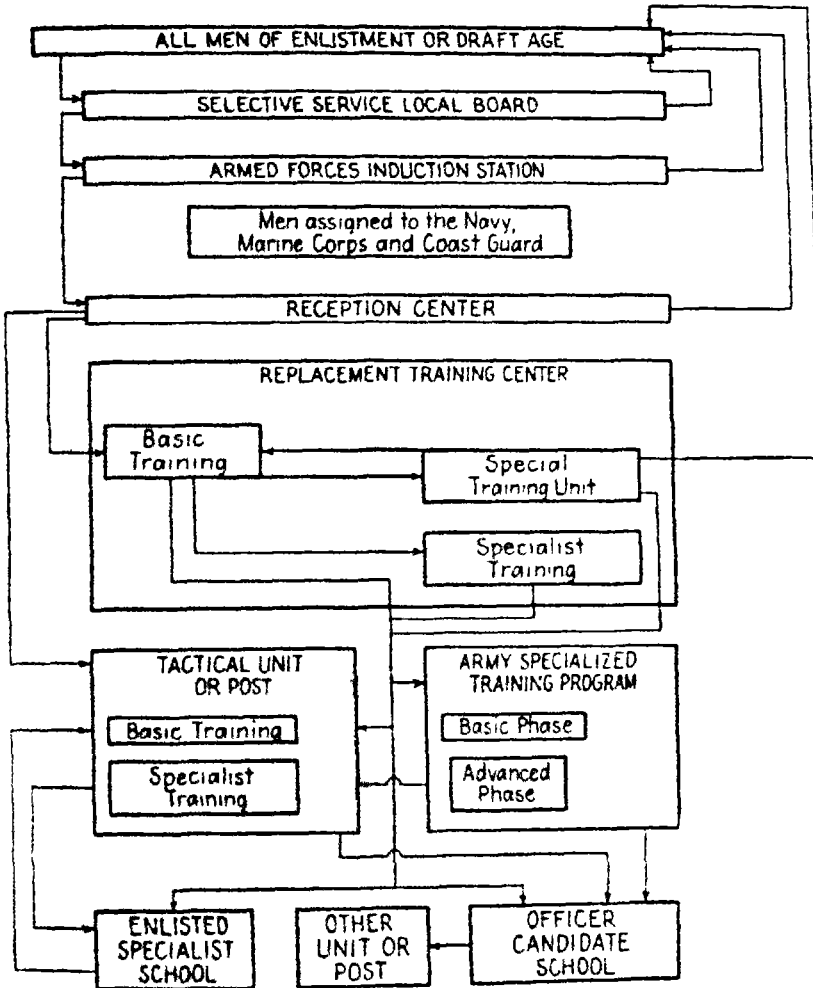 ALL MEN OF ENLISTMENT OR DRAFT AGE
SELECTIVE SERVICE LOCAL BOARD
ARMED FORCES INDUCTION STATION
Men assigned to the Navy,
Marine Corps and Coast Guard
RECEPTION CENTER
REPLACEMENT TRAINING CENTER
Basic
Training
Special
Training Unit
Specialist
Training
TACTICAL UNIT
OR POST
Basic Training
Specialist
Training
ARMY SPECIALIZED
TRAINING PROGRAM
Basic Phase
Advanced
Phase
ENLISTED
SPECIALIST
SCHOOL
OTHER
UNIT OR
POST
OFFICER
CANDIDATE
SCHOOL